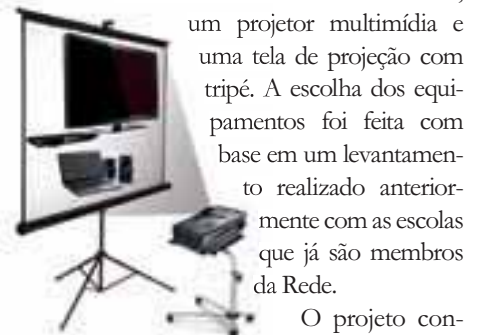 um projetor multimídia e
uma tela de projeção com
tripé. A escolha dos equi-
pamentos foi feita com
base em um levantamen-
to realizado anterior-
mente com as escolas
que já são membros
da Rede.
O projeto con-